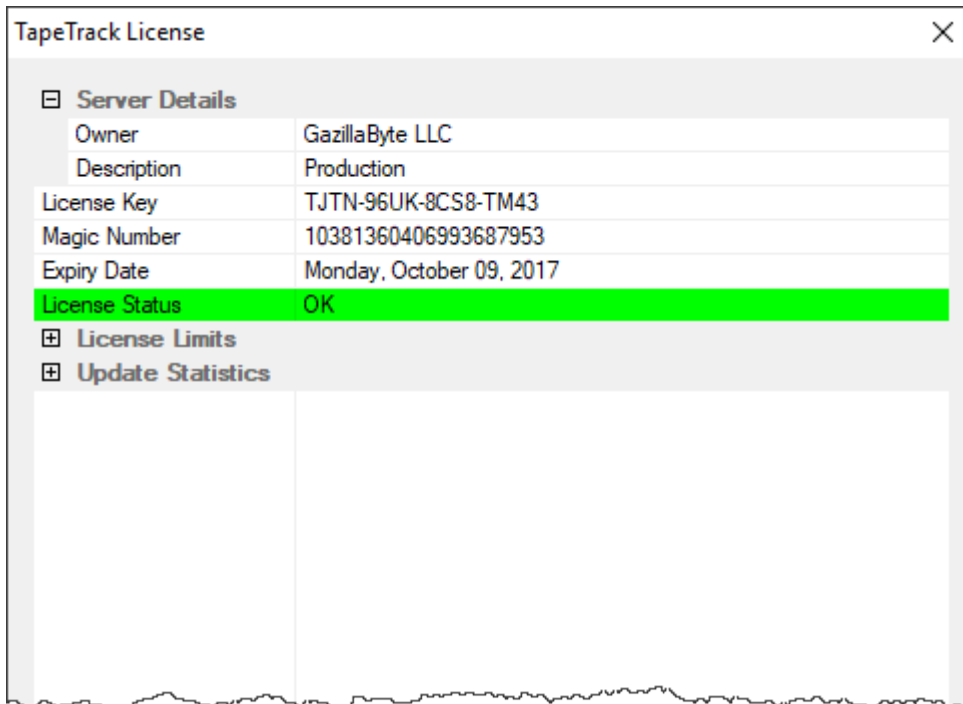 TapeTrack License
Server Details
Owner GazillaByte LLC
Description Production
License Key TJTN-96UK-8CS8-TM43
Magic Number 10381360406993687953
Expiry Date Monday, October 09, 2017
License Status OK
License Limits
Update Statistics